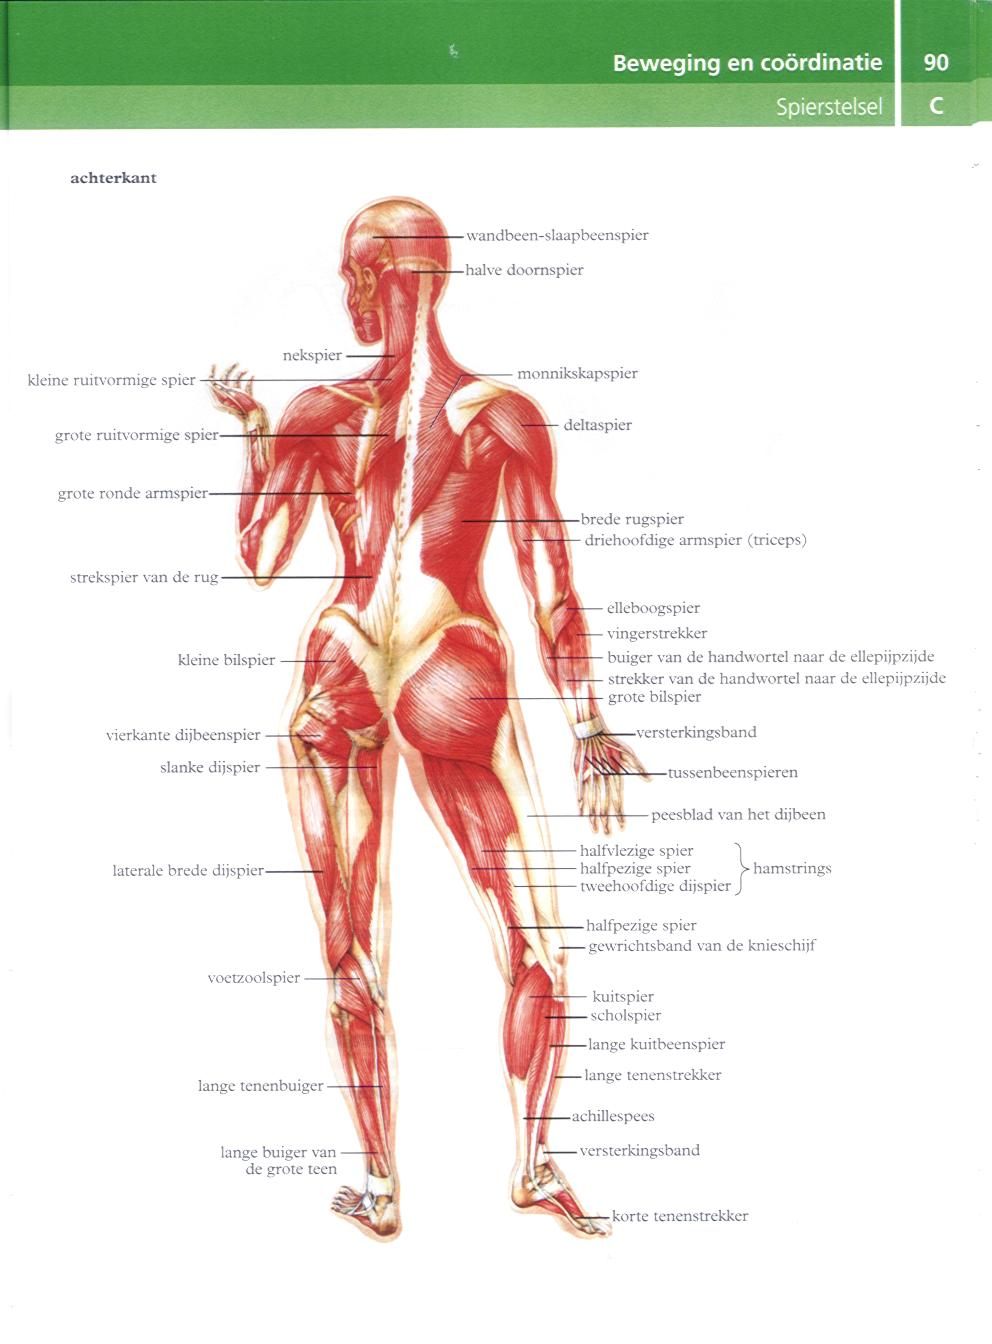 Beweging en coördinatie 90
Spierstelsel C
achterkant
wandbeen-slaapbeenspier
halve doornspier
nekspier
kleine ruitvormige spier
monnikskapspier
grote ruitvormige spier
deltaspier
grote ronde armspier
brede rugspier
driehoofdige armspier (triceps)
strekspier van de rug
elleboogspier
vingerstrekker
kleine bilspier
buiger van de handwortel naar de ellepijpzijde
strekker van de handwortel naar de ellepijpzijde
grote bilspier
vierkante dijbeenspier
versterkingsband
slanke dijspier
tussenbeenspieren
peesblad van het dijbeen
halfvlezige spier
halfpezige spier
hamstrings
laterale brede dijspier
tweehoofdige dijspier
halfpezige spier
gewrichtsband van de knieschijf
voetzoolspier
kuitspier
scholspier
lange kuitbeenspier
lange tenenstrekker
lange tenenbuiger
achillespees
lange buiger van
de grote teen
versterkingsband
korte tenenstrekker